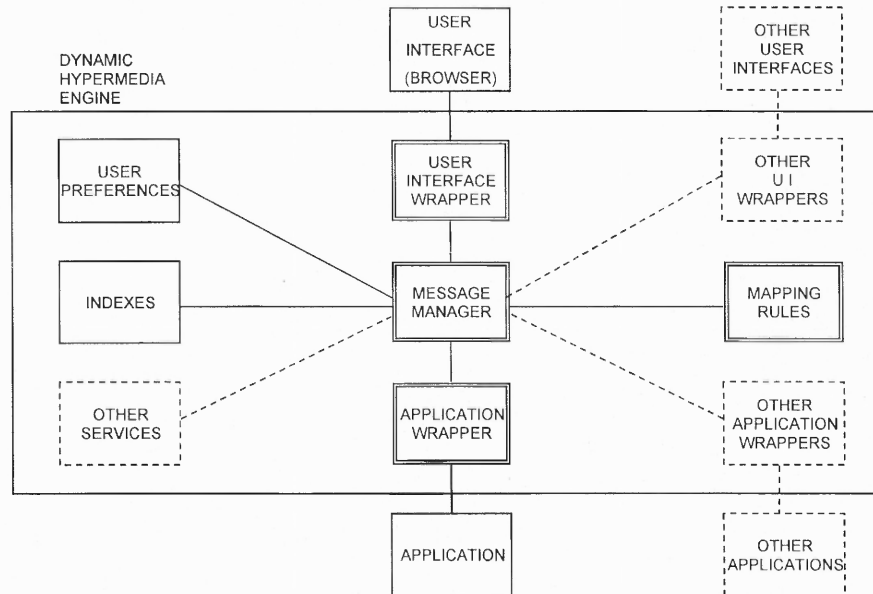 USER
INTERFACE
(BROWSER)
OTHER
USER
INTERFACES
DYNAMIC
HYPERMEDIA
ENGINE
USER
PREFERENCES
USER
INTERFACE
WRAPPER
OTHER
U I
WRAPPERS
INDEXES
MESSAGE
MANAGER
MAPPING
RULES
OTHER
SERVICES
APPLICATION
WRAPPER
OTHER
APPLICATION
WRAPPERS
APPLICATION
OTHER
APPLICATIONS